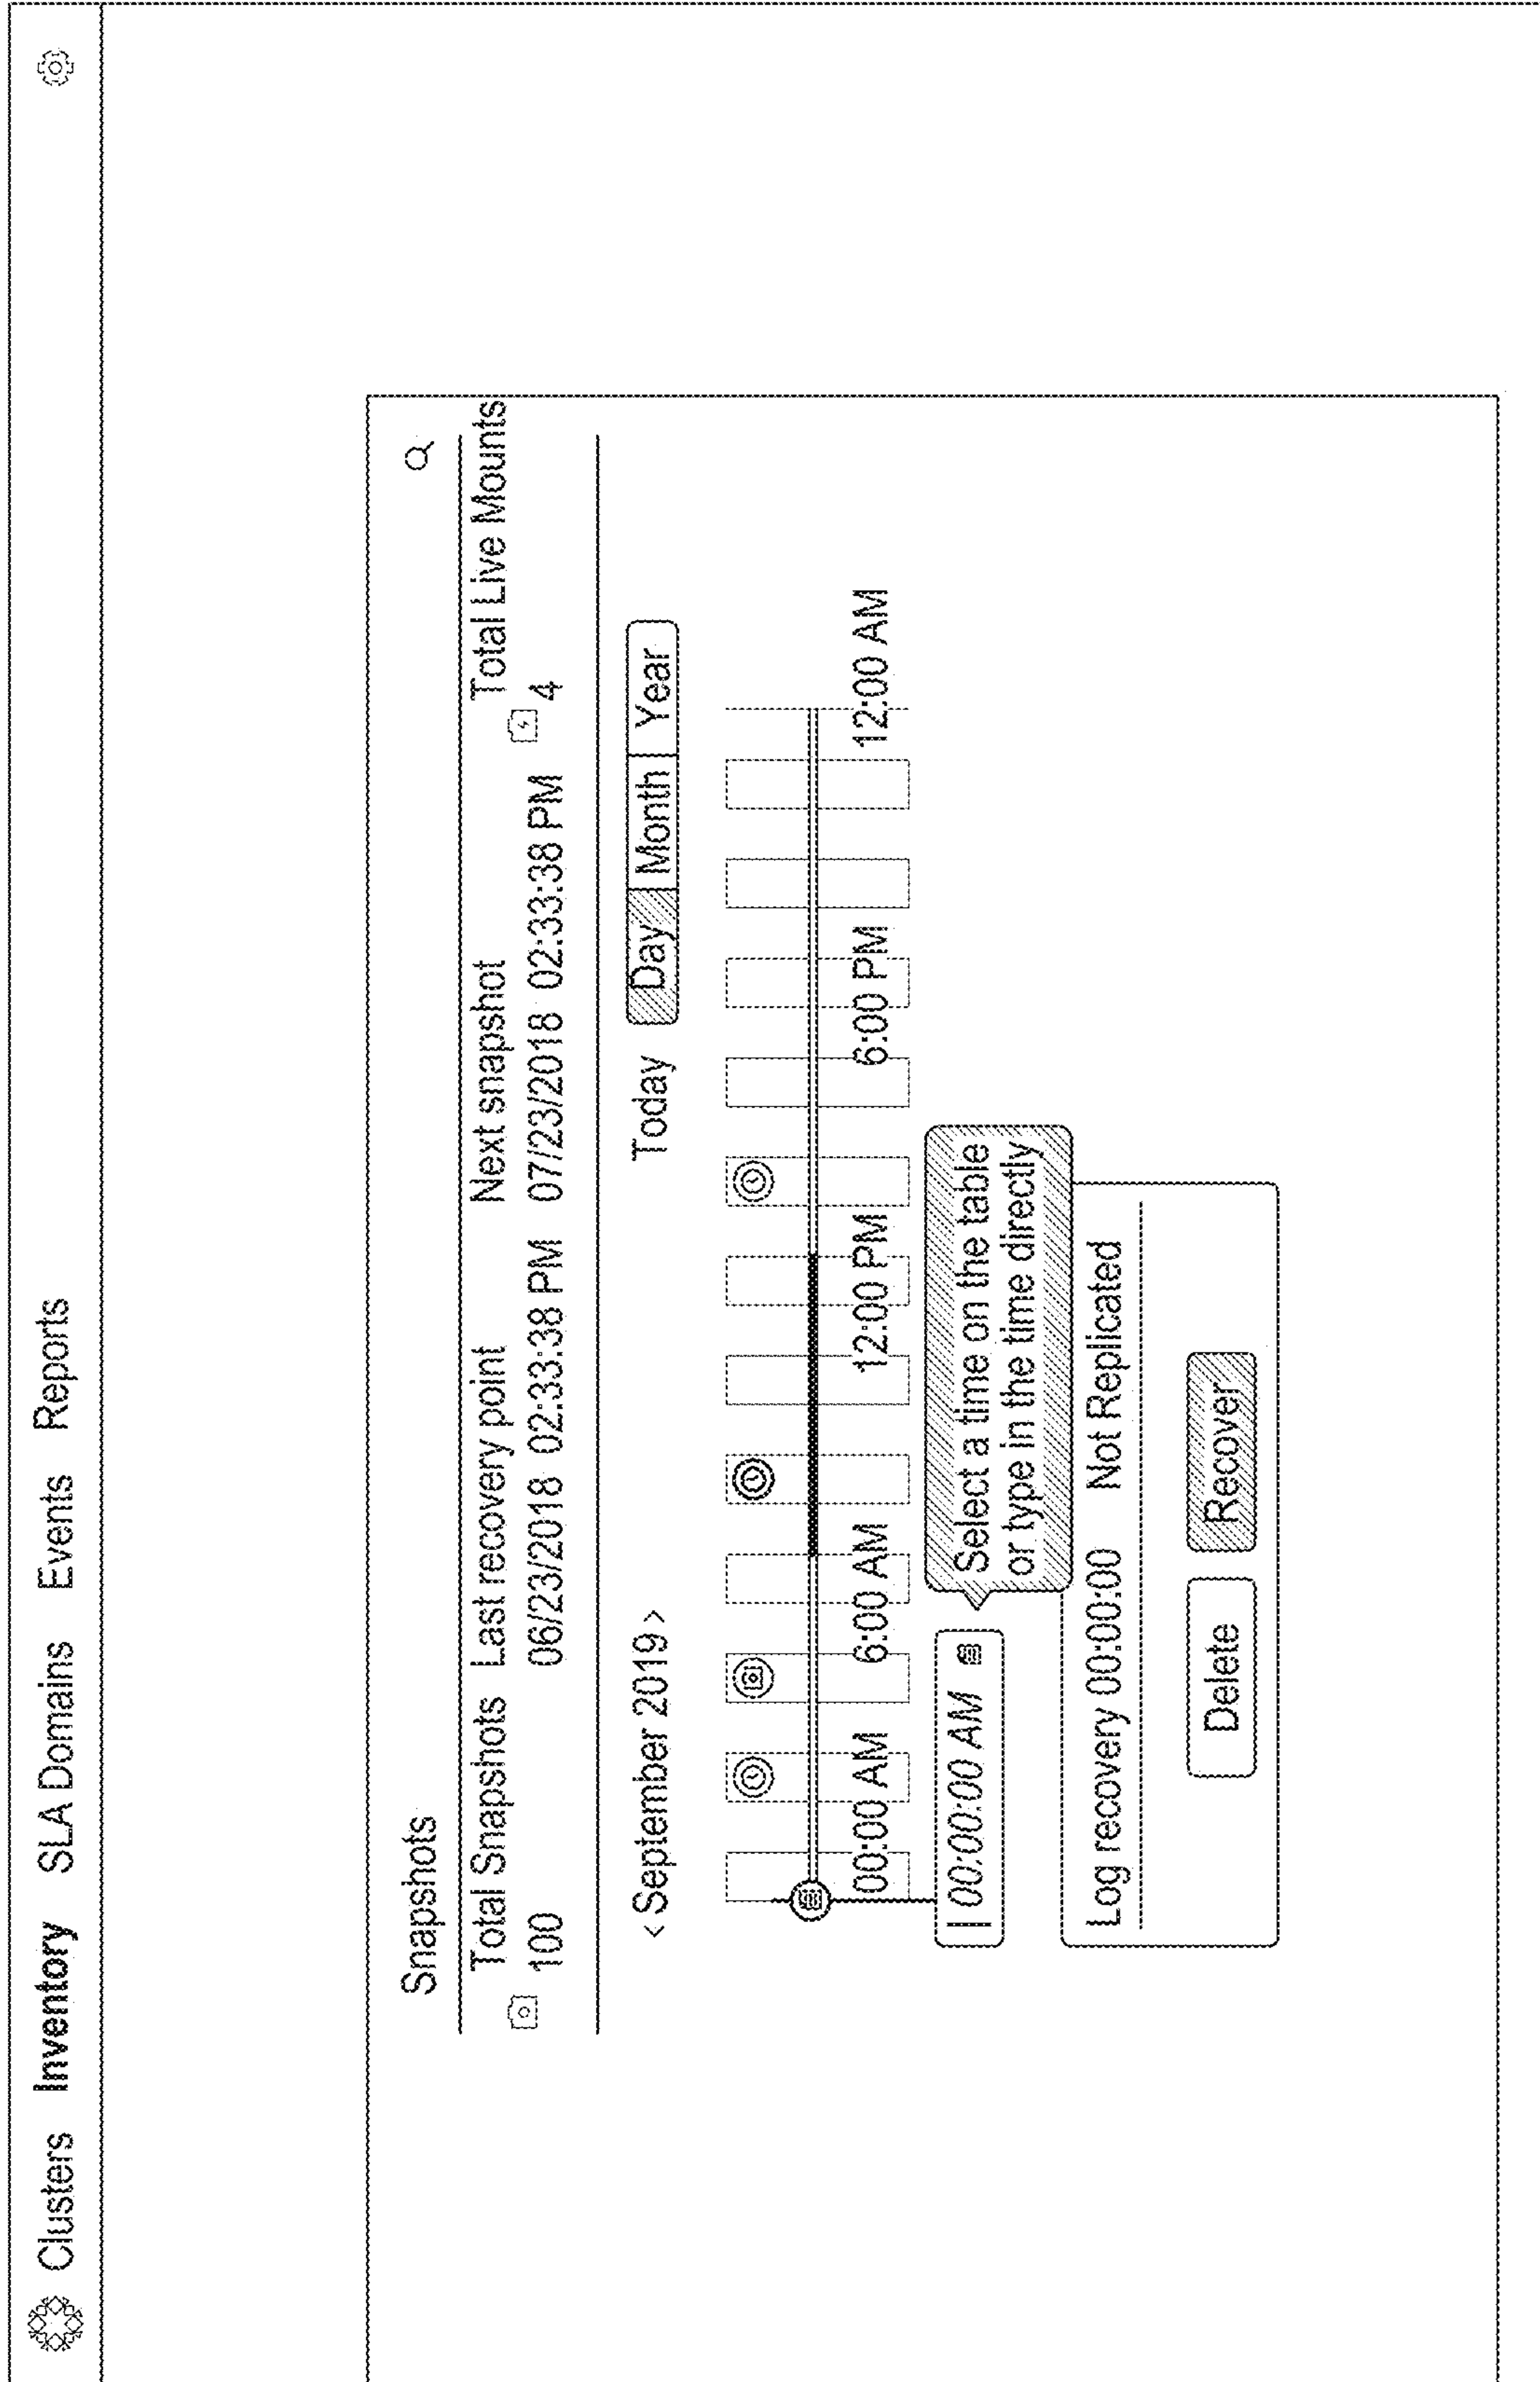 Clusters Inventory SLA Domains Events Reports
Snapshots
Total Snapshots Last recovery point Next snapshot Total Live Mounts
100 06/23/2018 02:33:38 PM 07/23/2018 02:33:38 PM 4
< September 2019 > Today Day Month Year
00:00 AM 6:00 AM 12:00 PM 6:00 PM 12:00 AM
00:00:00 AM
Select a time on the table
or type in the time directly
Log recovery 00:00:00 Not Replicated
Delete Recover